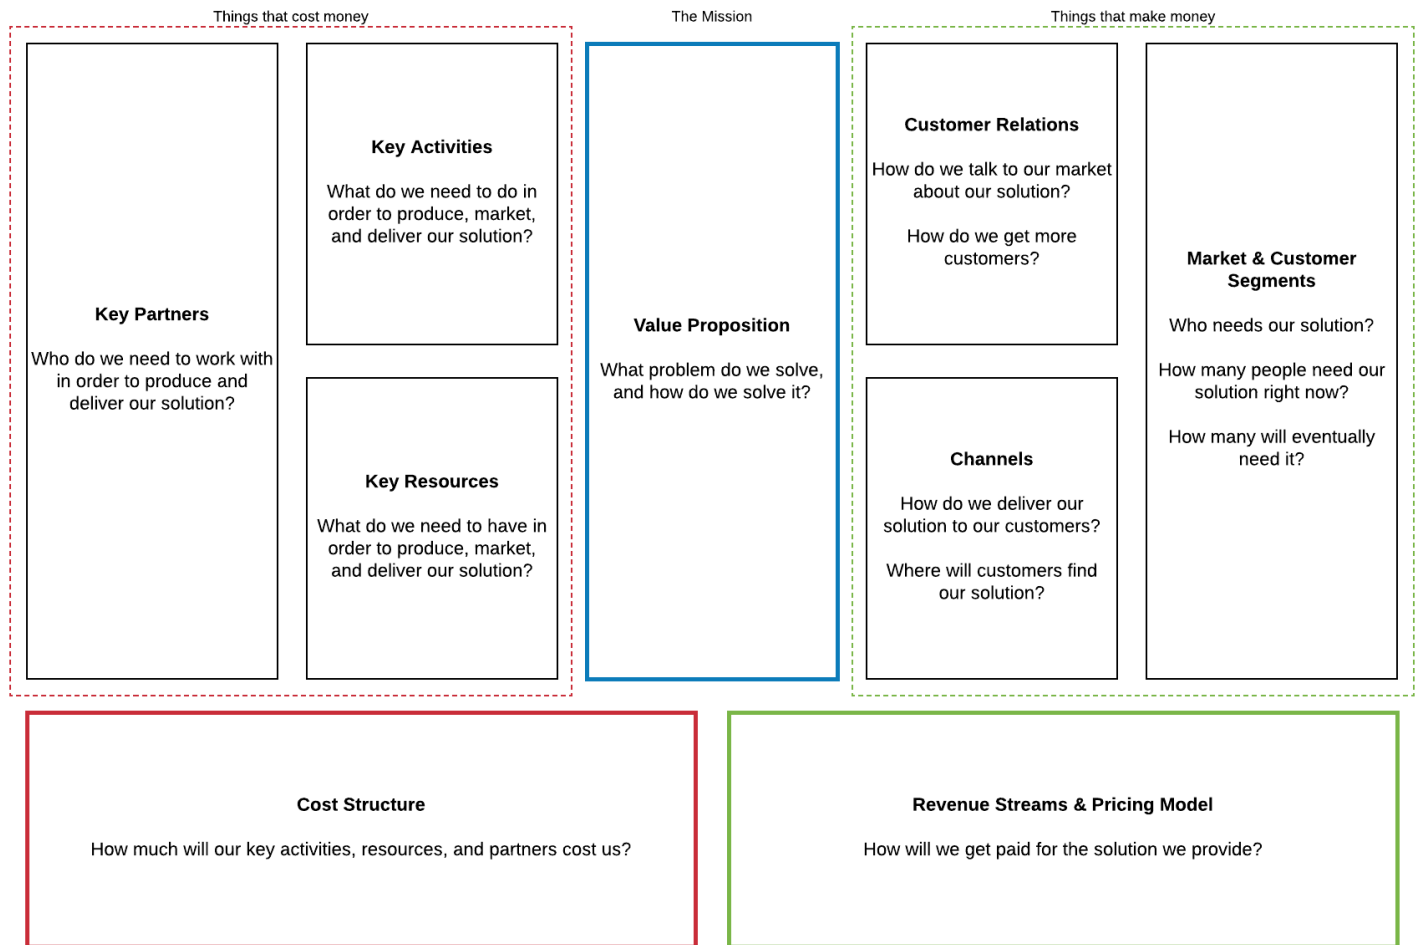 Things that cost money
The Mission
Things that make money
Key Partners
Who do we need to work with
in order to produce and
deliver our solution?
Key Activities
What do we need to do in
order to produce, market,
and deliver our solution?
Key Resources
What do we need to have in
order to produce, market,
and deliver our solution?
Value Proposition
What problem do we solve,
and how do we solve it?
Customer Relations
How do we talk to our market
about our solution?
How do we get more
customers?
Channels
How do we deliver our
solution to our customers?
Where will customers find
our solution?
Market & Customer
Segments
Who needs our solution?
How many people need our
solution right now?
How many will eventually
need it?
Cost Structure
How much will our key activities, resources, and partners cost us?
Revenue Streams & Pricing Model
How will we get paid for the solution we provide?